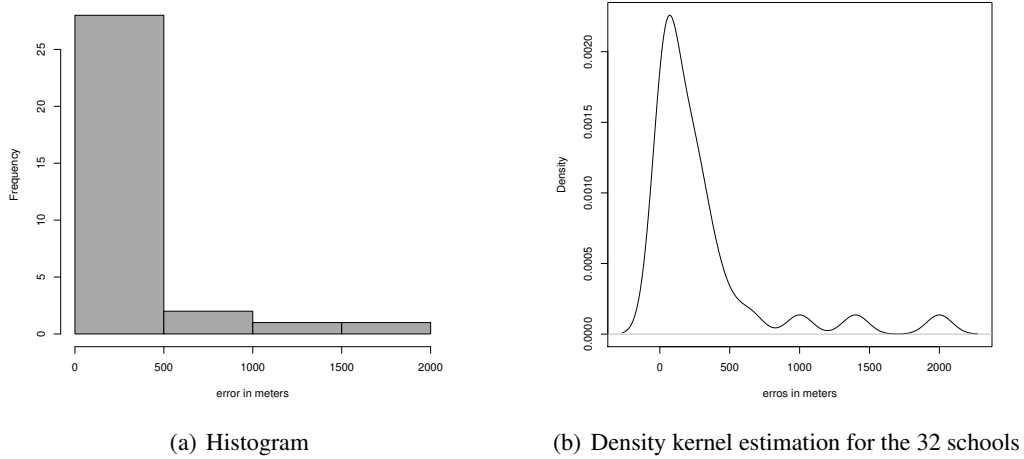 Frequency
25
20
15
10
5
0
0 500 1000 1500 2000
error in meters
(a) Histogram
Density
0.0020
0.0015
0.0010
0.0005
0.0000
0 500 1000 1500 2000
erros in meters
(b) Density kernel estimation for the 32 schools